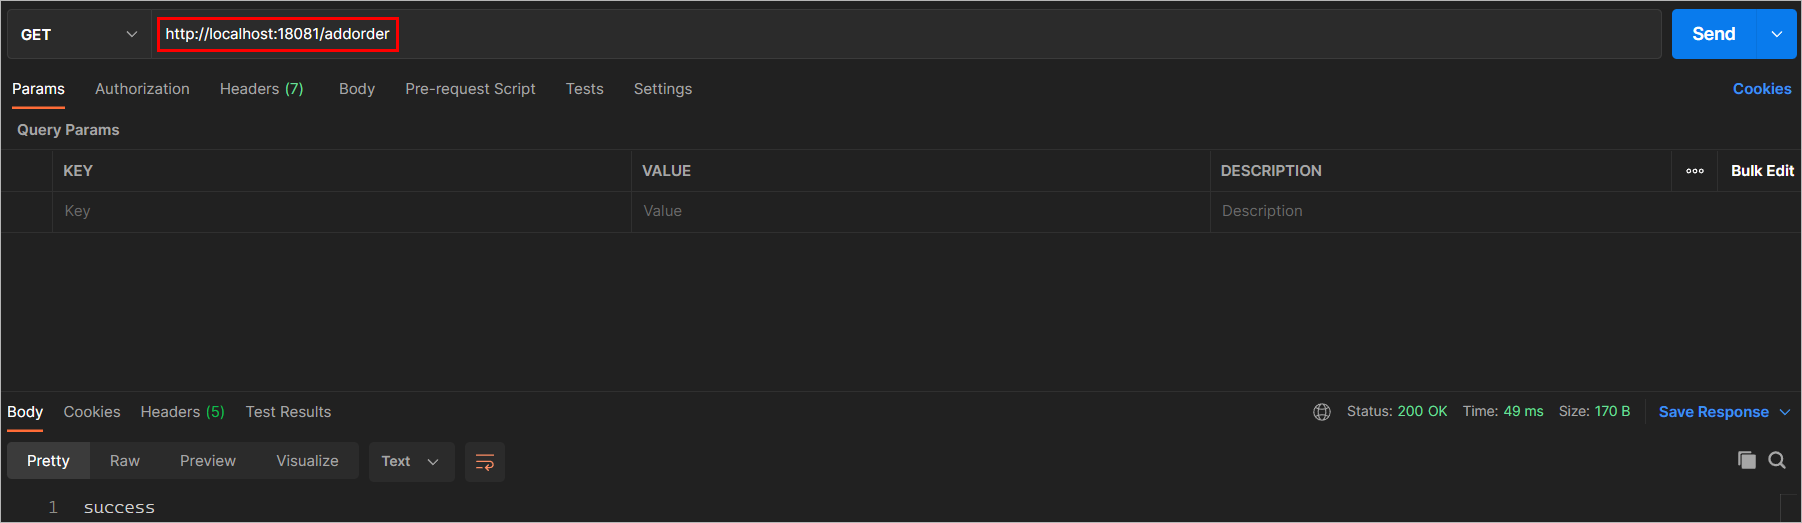 GET http://localhost:18081/addorder Send
Params Authorization Headers (7) Body Pre-request Script Tests Settings Cookies
Query Params
KEY VALUE DESCRIPTION ooo Bulk Edit
Key Value Description
Body Cookies Headers (5) Test Results Status: 200 OK Time: 49 ms Size: 170 B Save Response
Pretty Raw Preview Visualize Text
1 success